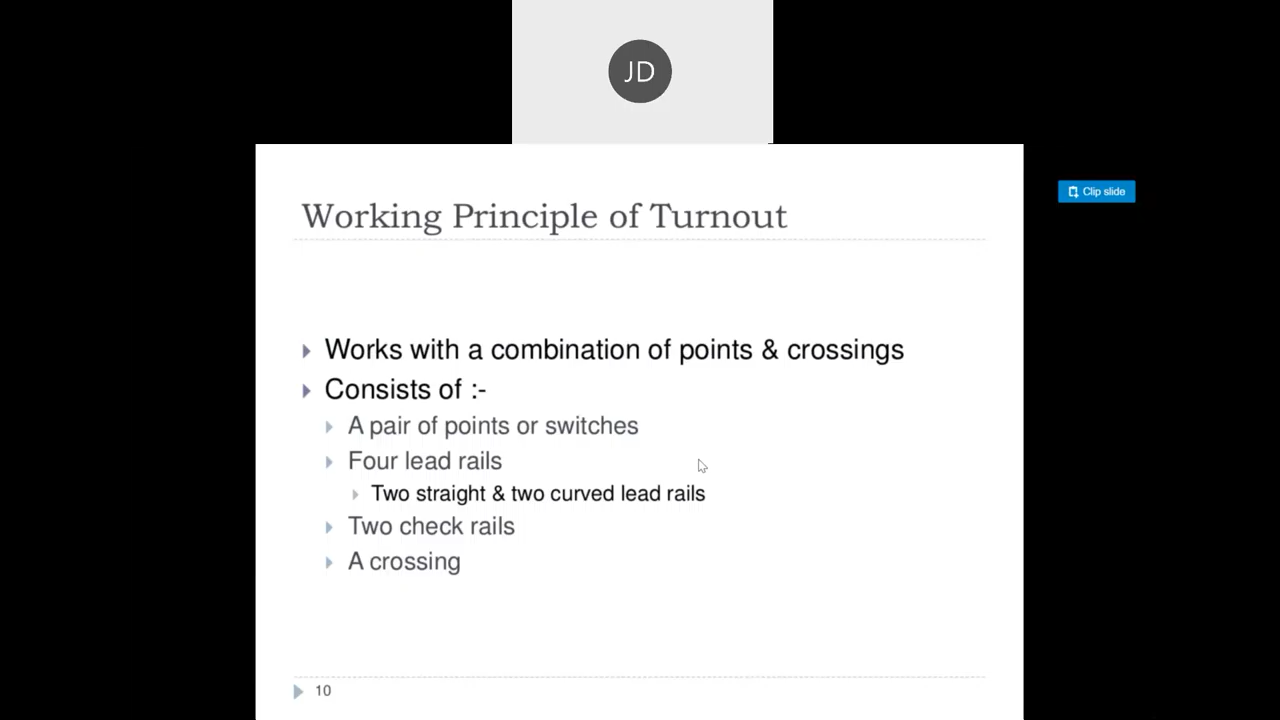 JD
Clip slide
Working Principle of Turnout
Works with a combination of points & crossings
Consists of :-
A pair of points or switches
Four lead rails
Two straight & two curved lead rails
Two check rails
A crossing
10